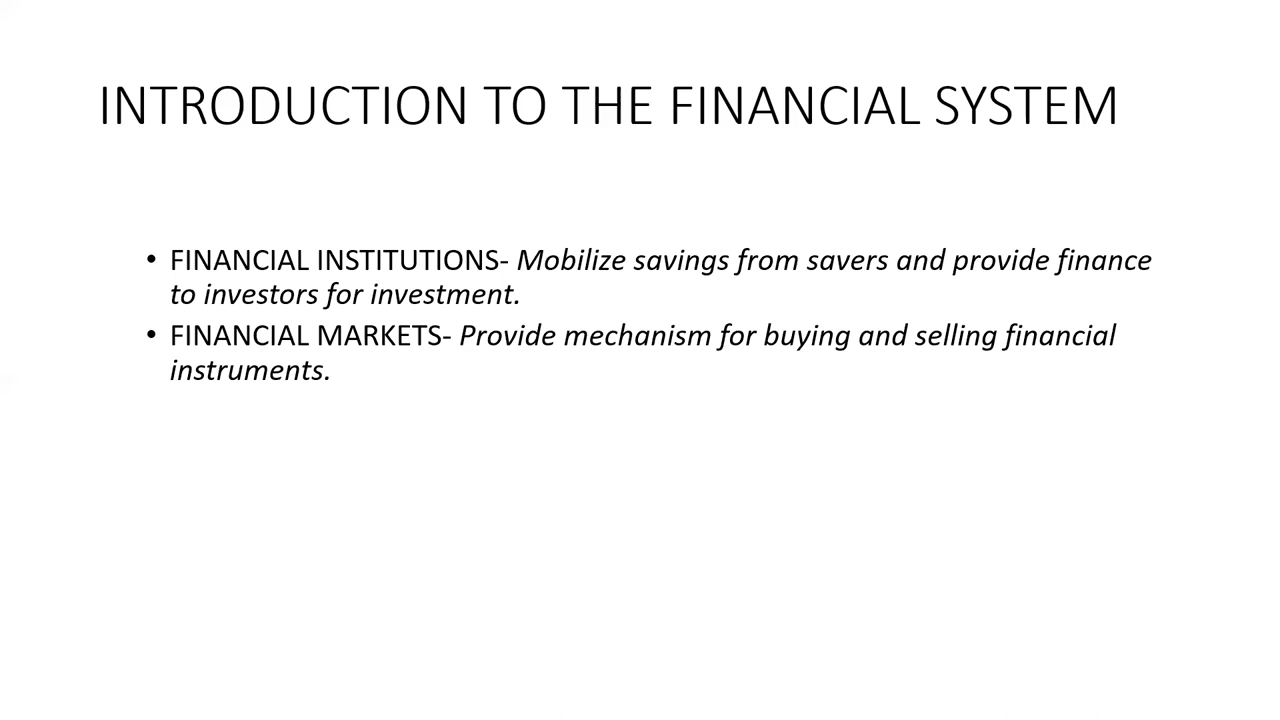 INTRODUCTION TO THE FINANCIAL SYSTEM
• FINANCIAL INSTITUTIONS- Mobilize savings from savers and provide finance
to investors for investment.
• FINANCIAL MARKETS- Provide mechanism for buying and selling financial
instruments.